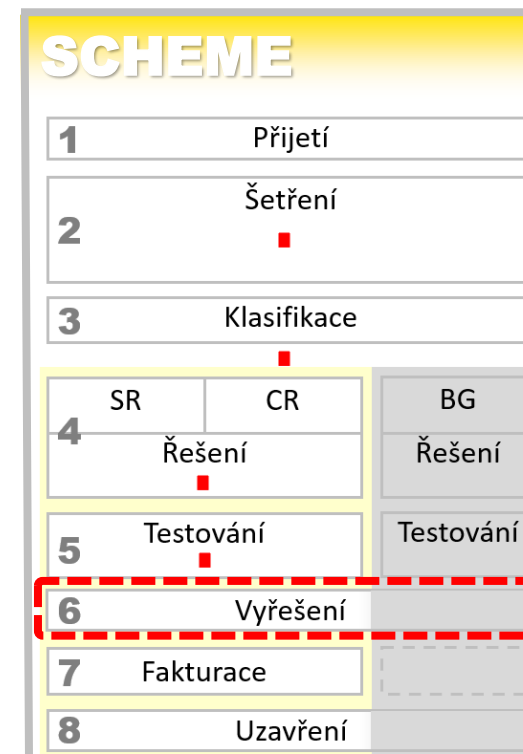 SCHEME
1 Přijetí
Šetření
2
3 Klasifikace
SR CR BG
4
Řešení Řešení
Testování Testování
5
6 Vyřešení
7 Fakturace
8 Uzavření